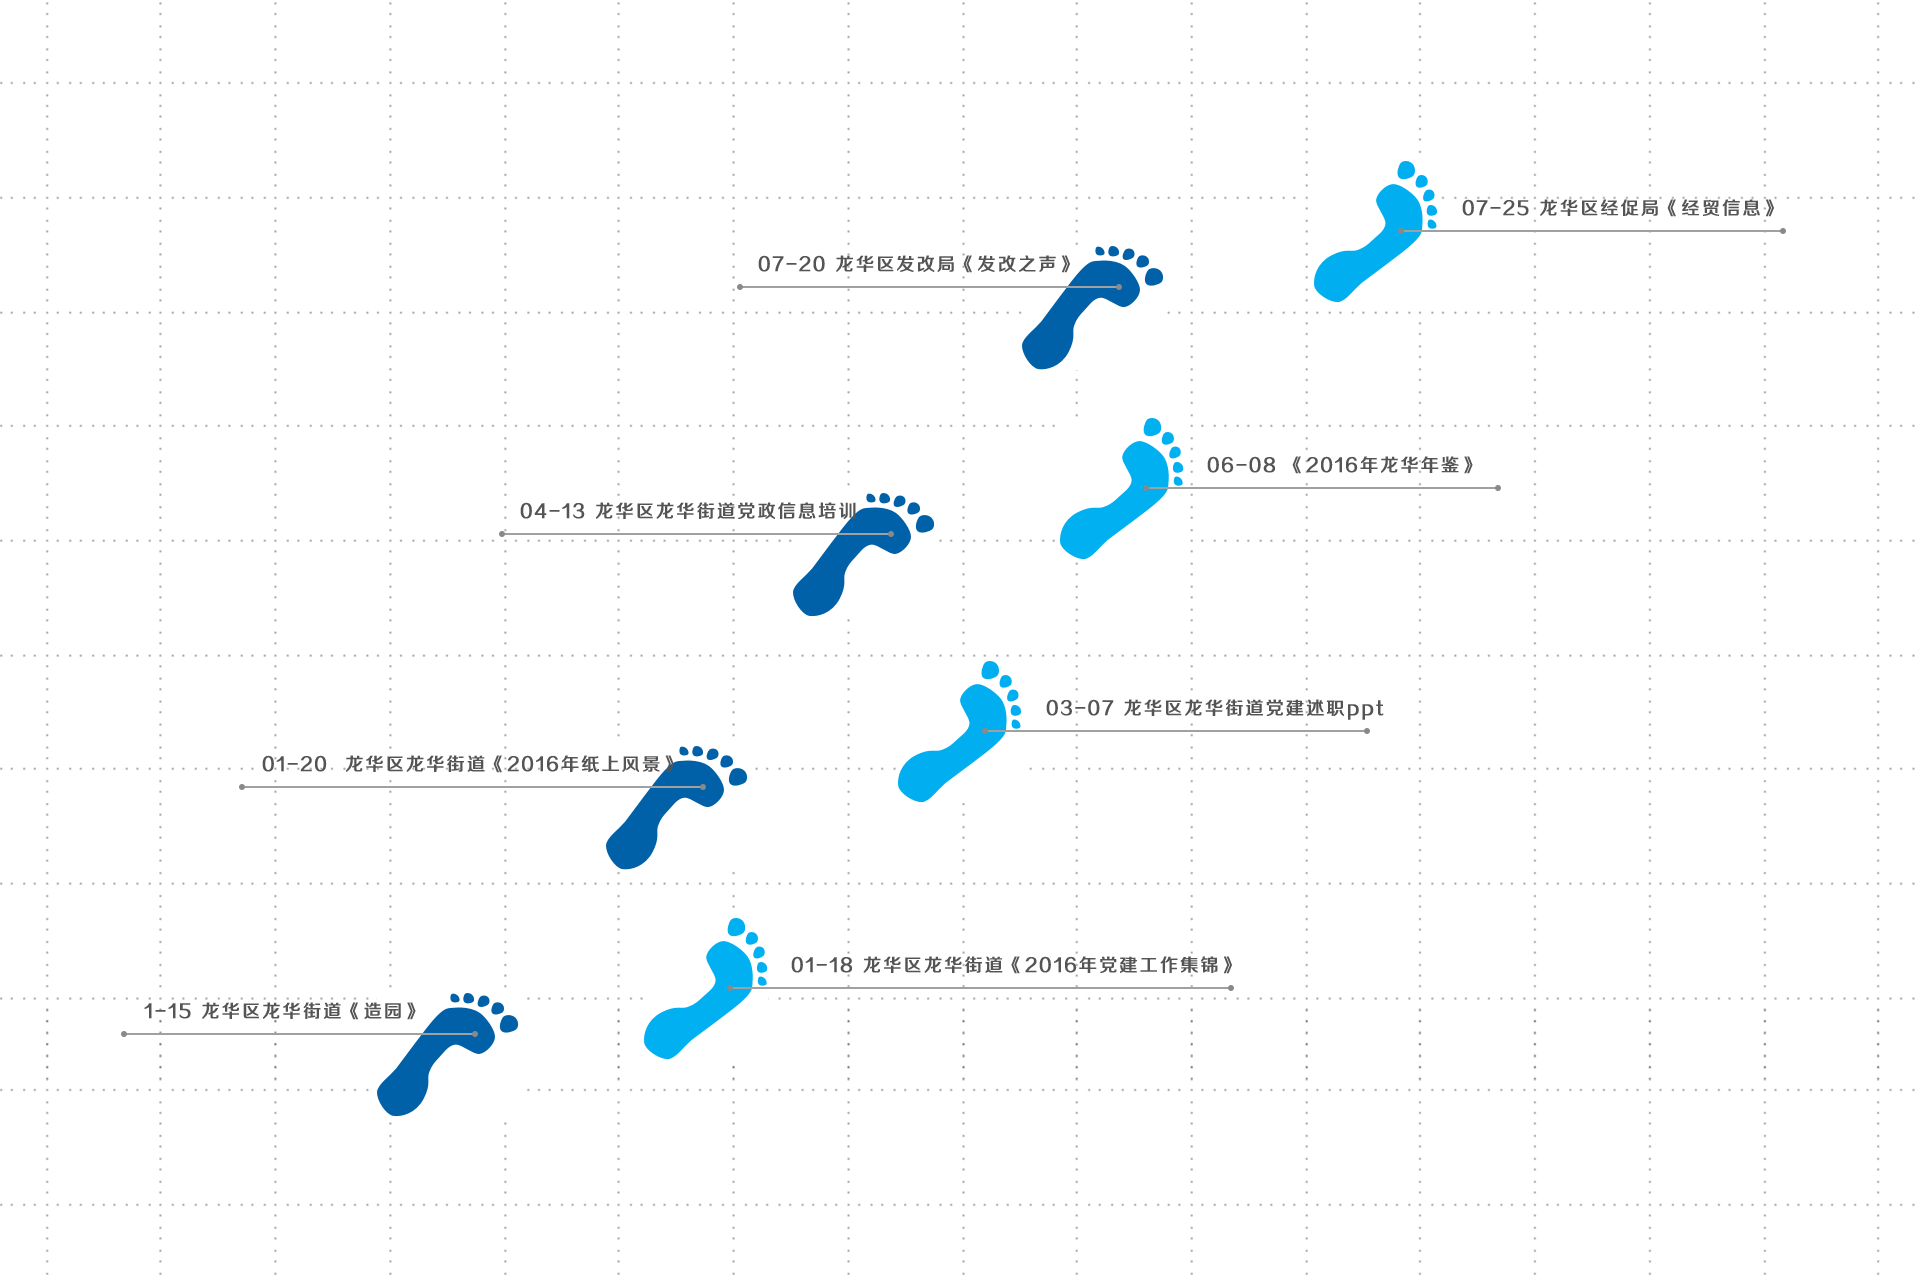 07-25 龙华区经促局《经贸信息》
07-20 龙华区发改局《发改之声》
06-08 《2016年龙华年鉴》
04-13 龙华区龙华街道党政信息培训
03-07 龙华区龙华街道党建述职ppt
01-20 龙华区龙华街道《2016年纸上风景》
01-18 龙华区龙华街道《2016年党建工作集锦》
1-15 龙华区龙华街道《造园》